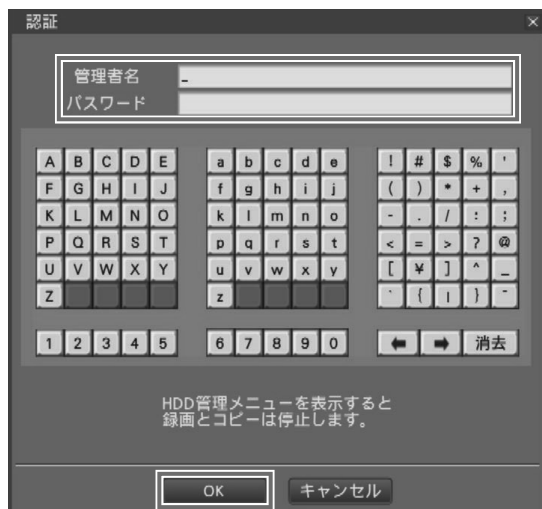 認証 ×
管理者名 _
パスワード
A B C D E a b c d e ! # $ % '
F G H I J f g h i j ( ) * + ,
K L M N O k l m n o - . / : ;
P Q R S T p q r s t < = > ? @
U V W X Y u v w x y [ ¥ ] ^ _
Z z ` { | } ~
1 2 3 4 5 6 7 8 9 0 ← → 消去
HDD管理メニューを表示すると
録画とコピーは停止します。
OK キャンセル